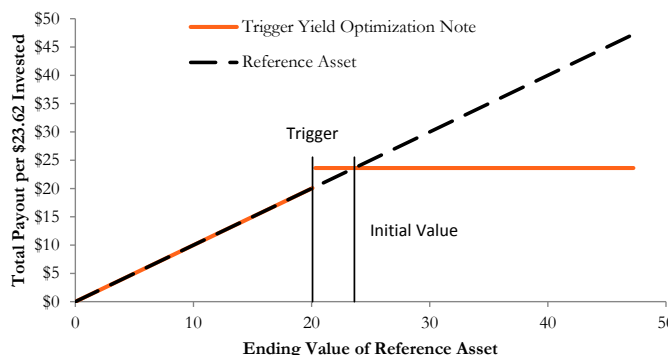 Total Payout per $23.62 Invested
$50
$45
$40
$35
$30
$25
$20
$15
$10
$5
$0
Trigger Yield Optimization Note
Reference Asset
Trigger
Initial Value
0
10
20
30
40
50
Ending Value of Reference Asset